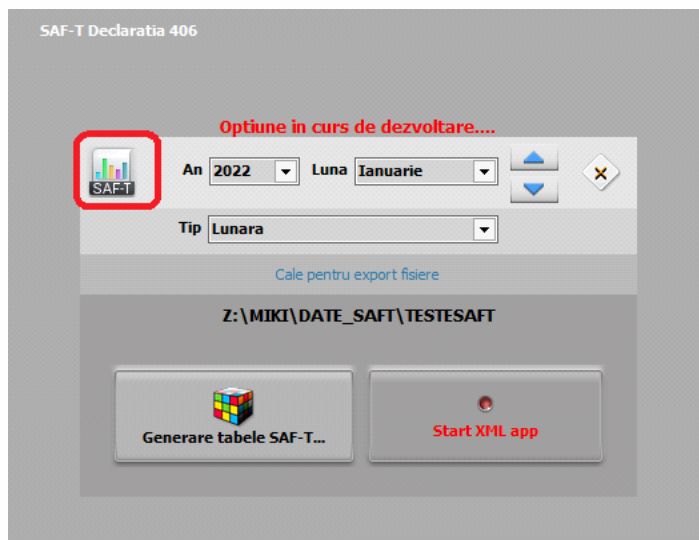 SAF-T Declaratia 406
Optiune in curs de dezvoltare....
SAF-T
An 2022 Luna Ianuarie
Tip Lunara
Cale pentru export fisiere
Z:\MIKI\DATE_SAFT\TESTESAFT
Generare tabele SAF-T...
Start XML app